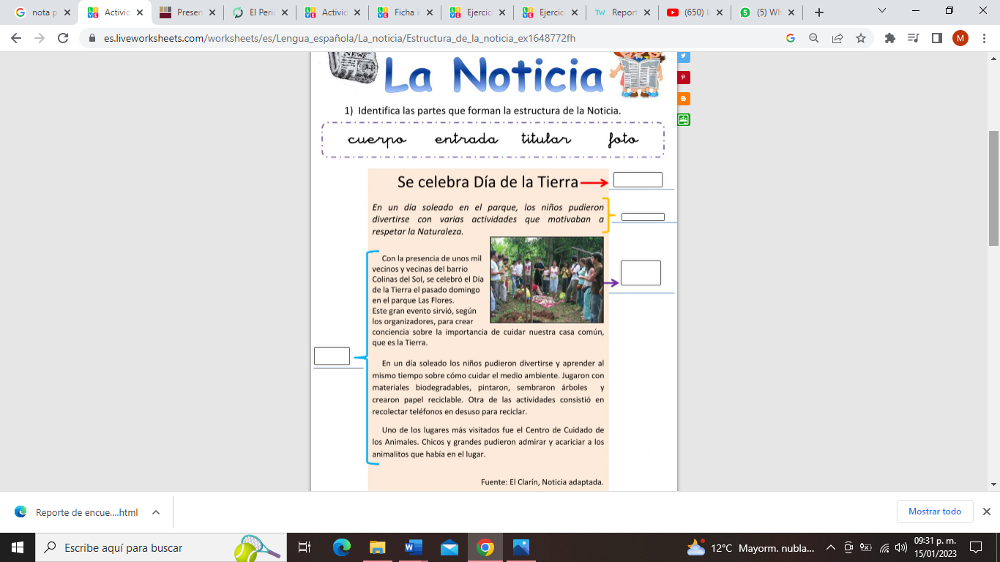 nota p
Activid
Presen
El Peri
Activid
Ficha i
Ejercic
Ejercic
TW Report
(650) I
(5) Wh
es.liveworksheets.com/worksheets/es/Lengua_española/La_noticia/Estructura_de_la_noticia_ex1648772fh
M
NEWS
La Noticia
1) Identifica las partes que forman la estructura de la Noticia.
cuerpo entrada titular foto
Se celebra Día de la Tierra
En un día soleado en el parque, los niños pudieron
divertirse con varias actividades que motivaban a
respetar la Naturaleza.
Con la presencia de unos mil
vecinos y vecinas del barrio
Colinas del Sol, se celebró el Día
de la Tierra el pasado domingo
en el parque Las Flores.
Este gran evento sirvió, según
los organizadores, para crear
conciencia sobre la importancia de cuidar nuestra casa común,
que es la Tierra.
En un día soleado los niños pudieron divertirse y aprender al
mismo tiempo sobre cómo cuidar el medio ambiente. Jugaron con
materiales biodegradables, pintaron, sembraron árboles y
crearon papel reciclable. Otra de las actividades consistió en
recolectar teléfonos en desuso para reciclar.
Uno de los lugares más visitados fue el Centro de Cuidado de
los Animales. Chicos y grandes pudieron admirar y acariciar a los
animalitos que había en el lugar.
Fuente: El Clarín, Noticia adaptada.
Reporte de encue....html
Mostrar todo
Escribe aquí para buscar
12°C Mayorm. nubla...
09:31 p. m.
15/01/2023